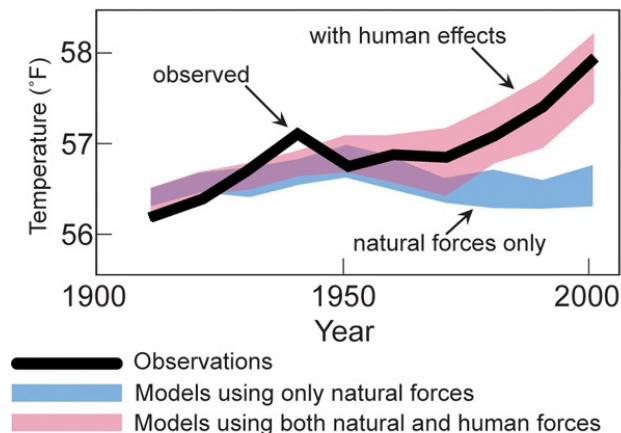 58
57
56
Temperature (˚F)
with human effects
observed
natural forces only
1900
1950
2000
Year
Observations
Models using only natural forces
Models using both natural and human forces